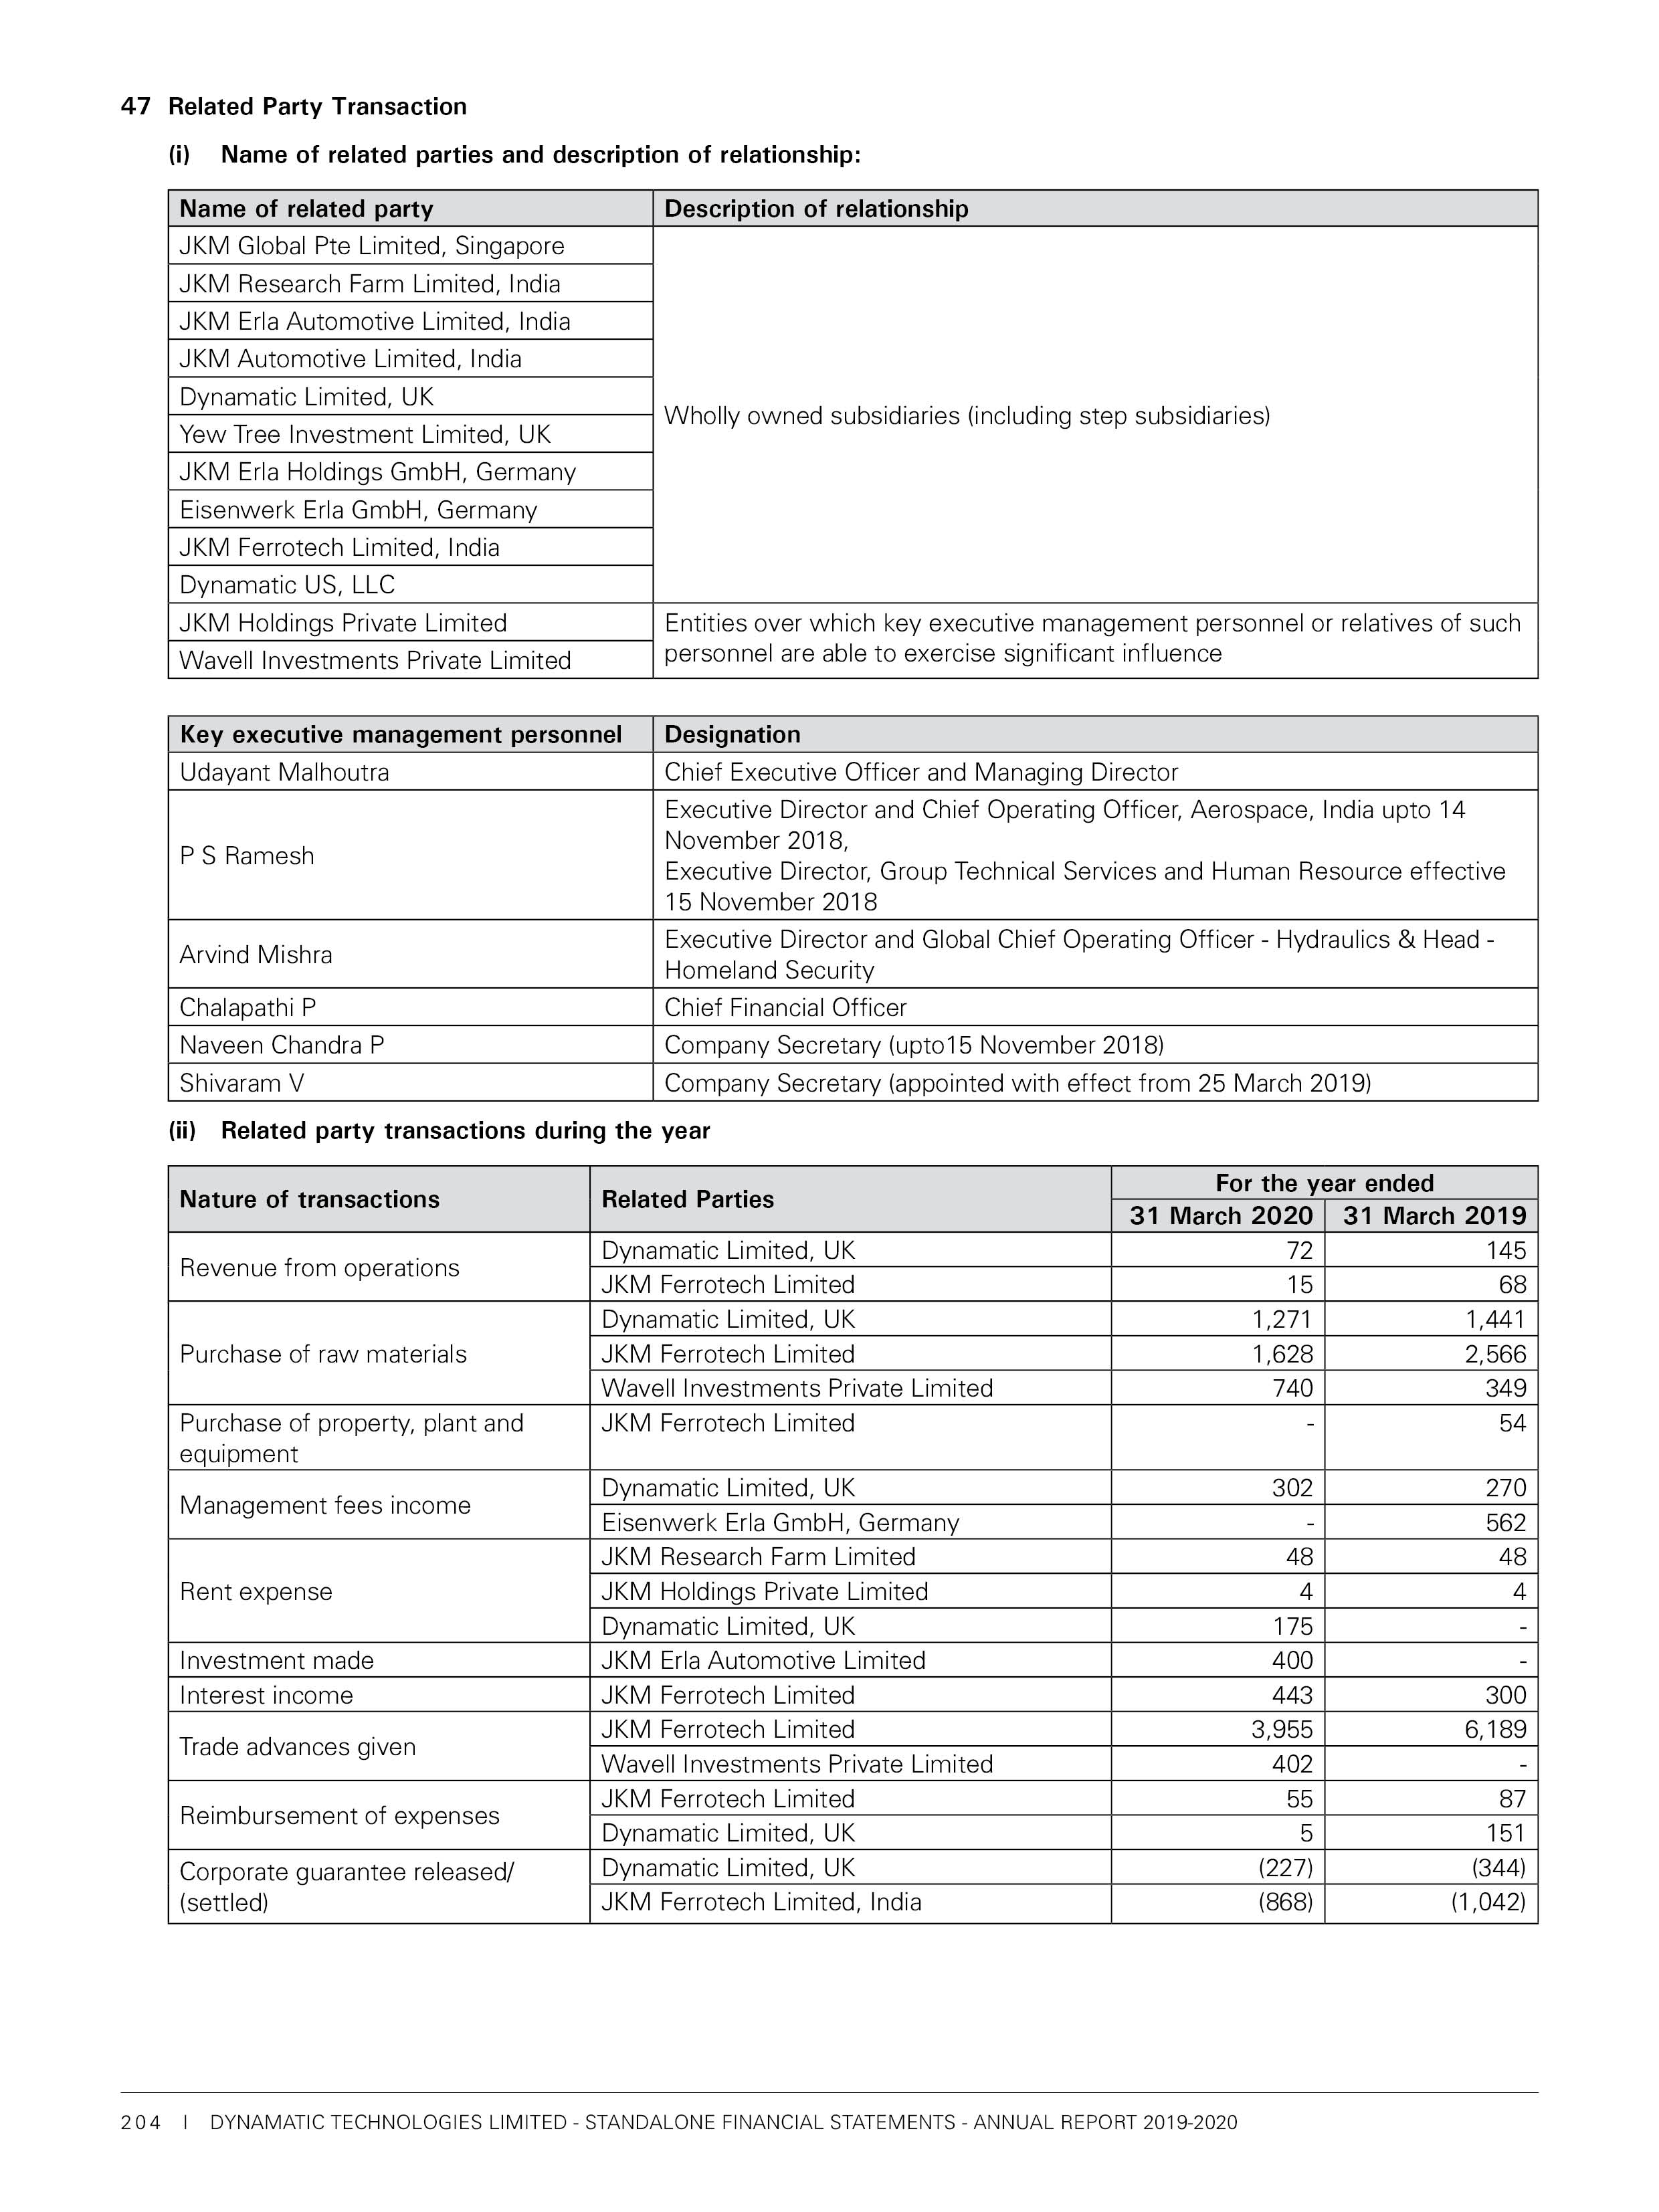 47 Related Party Transaction
(i) Name of related parties and description of relationship:
Name of related party Description of relationship
JKM Global Pte Limited, Singapore
JKM Research Farm Limited, India
JKM Erla Automotive Limited, India
JKM Automotive Limited, India
Dynamatic Limited, UK
Wholly owned subsidiaries (including step subsidiaries)
Yew Tree Investment Limited, UK
JKM Erla Holdings GmbH, Germany
Eisenwerk Erla GmbH, Germany
JKM Ferrotech Limited, India
Dynamatic US, LLC
JKM Holdings Private Limited
Wavell Investments Private Limited
Entities over which key executive management personnel or relatives of such
personnel are able to exercise significant influence
Key executive management personnel Designation
Udayant Malhoutra Chief Executive Officer and Managing Director
P S Ramesh
Executive Director and Chief Operating Officer, Aerospace, India upto 14
November 2018,
Executive Director, Group Technical Services and Human Resource effective
15 November 2018
Arvind Mishra
Executive Director and Global Chief Operating Officer - Hydraulics & Head -
Homeland Security
Chalapathi P Chief Financial Officer
Naveen Chandra P Company Secretary (upto15 November 2018)
Shivaram V Company Secretary (appointed with effect from 25 March 2019)
(ii) Related party transactions during the year
Nature of transactions Related Parties For the year ended
31 March 2020 31 March 2019
Revenue from operations
Dynamatic Limited, UK 72 145
JKM Ferrotech Limited 15 68
Purchase of raw materials
Dynamatic Limited, UK 1,271 1,441
JKM Ferrotech Limited 1,628 2,566
Wavell Investments Private Limited 740 349
Purchase of property, plant and
equipment
JKM Ferrotech Limited - 54
Management fees income
Dynamatic Limited, UK 302 270
Eisenwerk Erla GmbH, Germany - 562
Rent expense
JKM Research Farm Limited 48 48
JKM Holdings Private Limited 4 4
Dynamatic Limited, UK 175 -
Investment made JKM Erla Automotive Limited 400 -
Interest income JKM Ferrotech Limited 443 300
Trade advances given
JKM Ferrotech Limited 3,955 6,189
Wavell Investments Private Limited 402 -
Reimbursement of expenses
JKM Ferrotech Limited 55 87
Dynamatic Limited, UK 5 151
Corporate guarantee released/
(settled)
Dynamatic Limited, UK (227) (344)
JKM Ferrotech Limited, India (868) (1,042)
204 I DYNAMATIC TECHNOLOGIES LIMITED - STANDALONE FINANCIAL STATEMENTS - ANNUAL REPORT 2019-2020